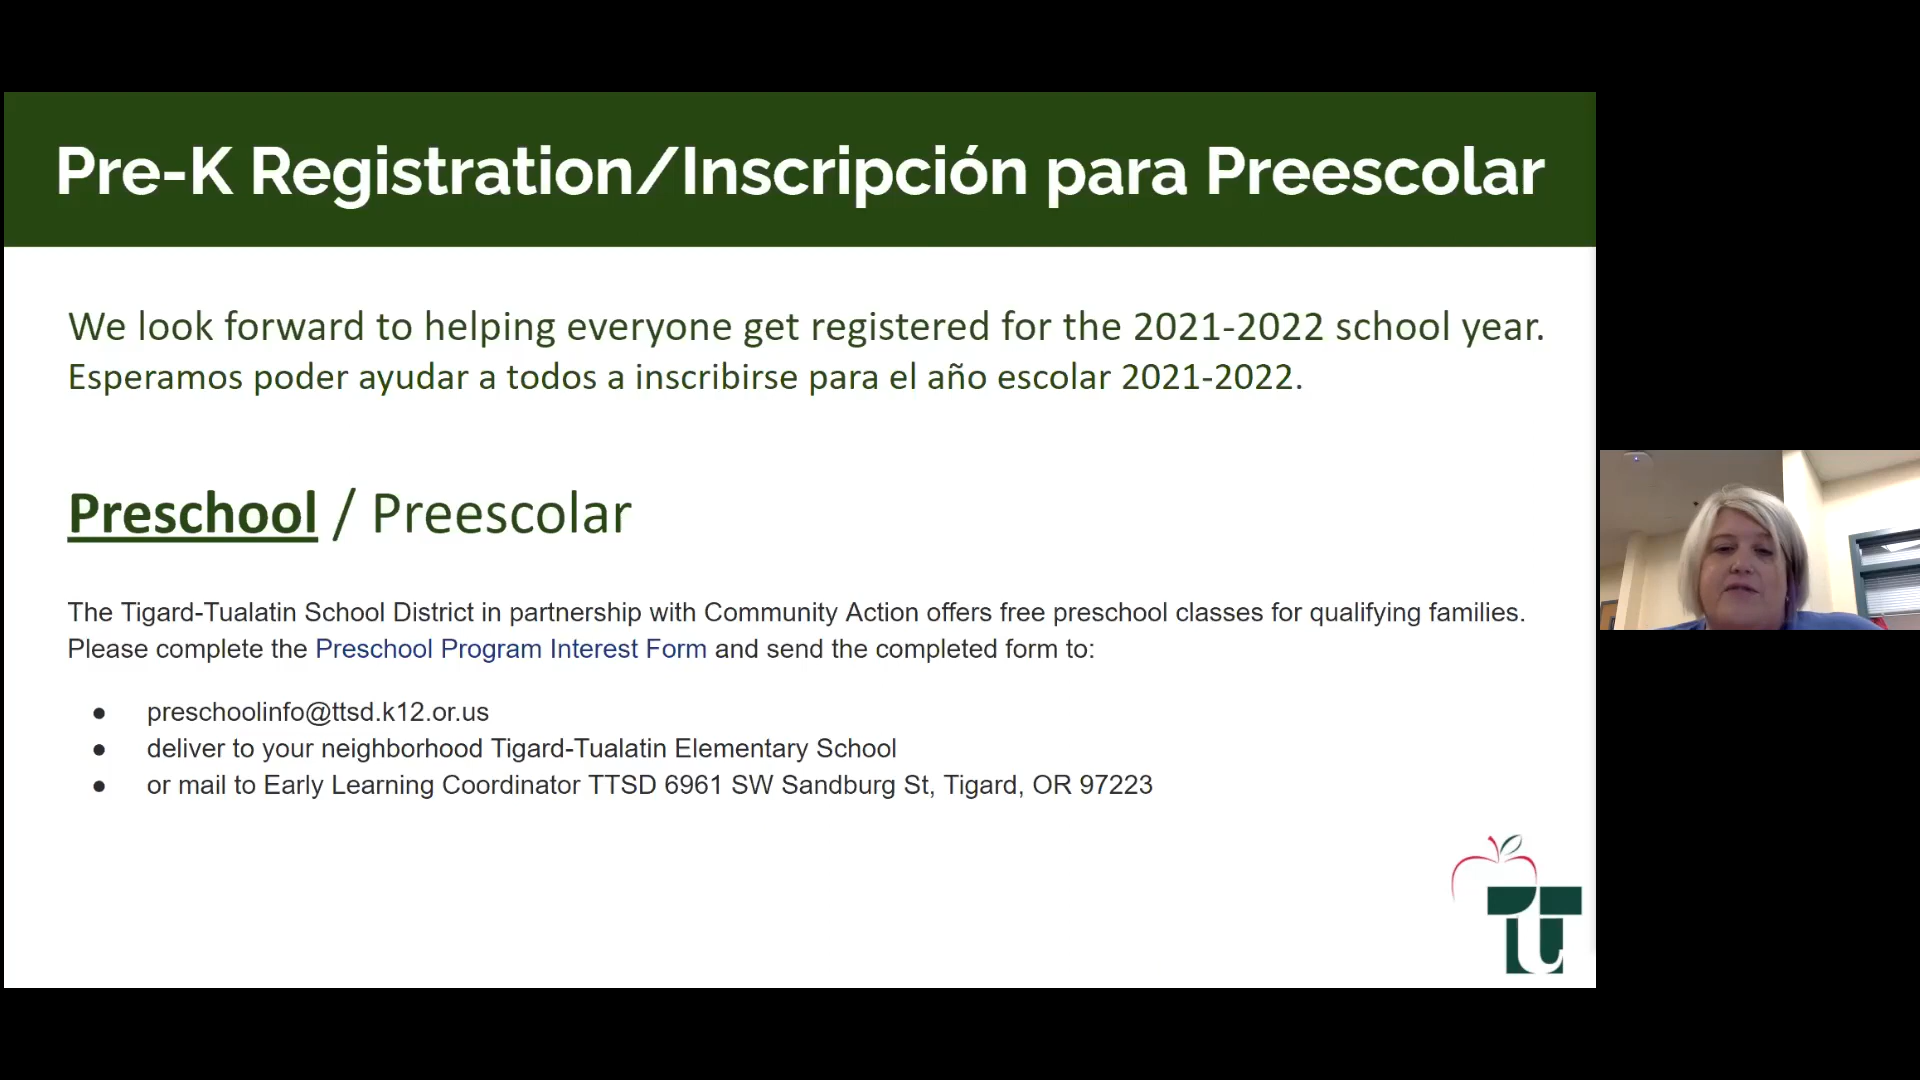 Pre-K Registration/Inscripción para Preescolar
We look forward to helping everyone get registered for the 2021-2022 school year.
Esperamos poder ayudar a todos a inscribirse para el año escolar 2021-2022.
Preschool / Preescolar
The Tigard-Tualatin School District in partnership with Community Action offers free preschool classes for qualifying families.
Please complete the Preschool Program Interest Form and send the completed form to:
● preschoolinfo@ttsd.k12.or.us
● deliver to your neighborhood Tigard-Tualatin Elementary School
● or mail to Early Learning Coordinator TTSD 6961 SW Sandburg St, Tigard, OR 97223
TT